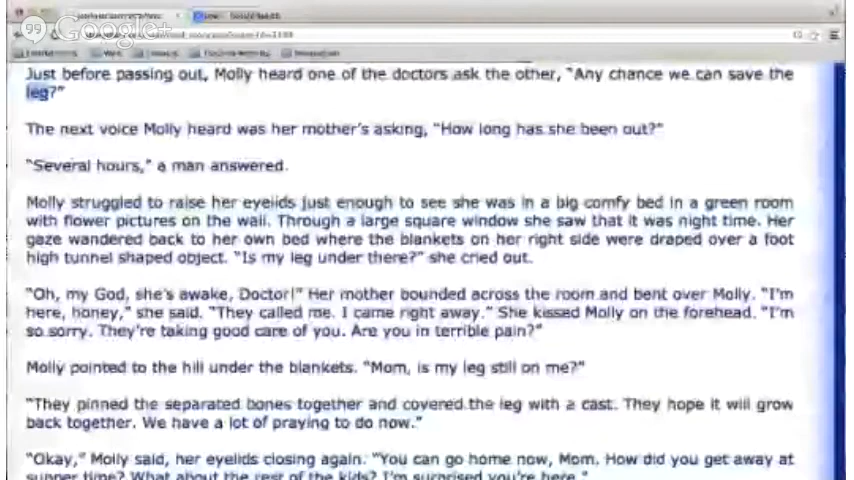 Google+
Just before passing out, Molly heard one of the doctors ask the other, “Any chance we can save the
leg?”
The next voice Molly heard was her mother’s asking, “How long has she been out?”
“Several hours,” a man answered.
Molly struggled to raise her eyelids just enough to see she was in a big comfy bed in a green room
with flower pictures on the wall. Through a large square window she saw that it was night time. Her
gaze wandered back to her own bed where the blankets on her right side were draped over a foot
high tunnel shaped object. “Is my leg under there?” she cried out.
“Oh, my God, she’s awake, Doctor!” Her mother bounded across the room and bent over Molly. “I’m
here, honey,” she said. “They called me. I came right away.” She kissed Molly on the forehead. “I’m
so sorry. They’re taking good care of you. Are you in terrible pain?”
Molly pointed to the hill under the blankets. “Mom, is my leg still on me?”
“They pinned the separated bones together and covered the leg with a cast. They hope it will grow
back together. We have a lot of praying to do now.”
“Okay,” Molly said, her eyelids closing again. “You can go home now, Mom. How did you get away at
supper time? What about the rest of the kids? I’m surprised you’re here.”